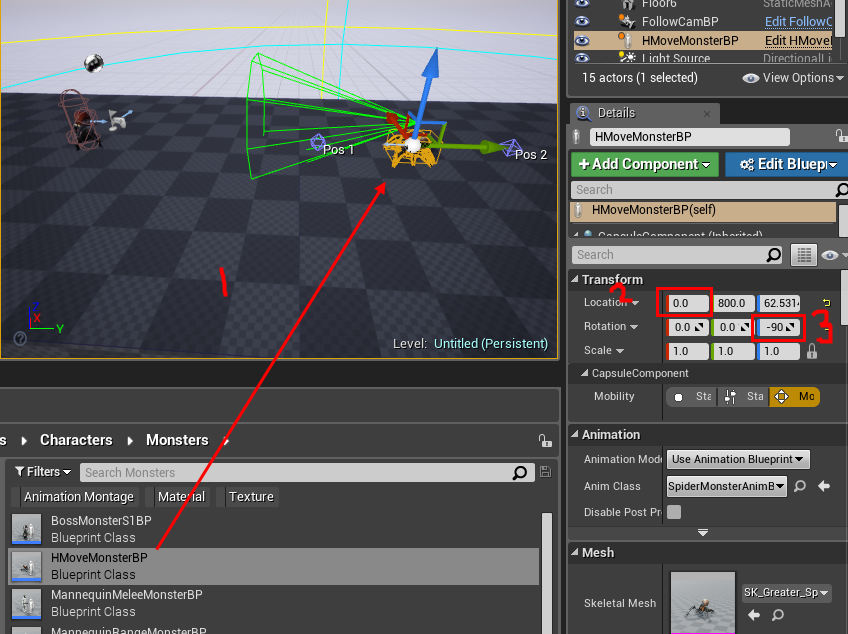 Floor6 StaticMeshA
FollowCamBP Edit FollowC
HMoveMonsterBP Edit HMoveM
Light Source DirectionalLi
15 actors (1 selected) View Options
Pos 1
Pos 2
1
Z
X
Y
Level: Untitled (Persistent)
Details
HMoveMonsterBP
+Add Component Edit Bluepr
Search
HMoveMonsterBP(self)
CapsuleComponent (Inherited)
Search
Transform
Location 2 0.0 800.0 62.531
Rotation 0.0 0.0 -90 3
Scale 1.0 1.0 1.0
CapsuleComponent
Mobility Sta Sta Mo
Animation
Animation Mode Use Animation Blueprint
Anim Class SpiderMonsterAnimB
Disable Post Pr
Mesh
Skeletal Mesh SK_Greater_Sp
s Characters Monsters
Filters Search Monsters
Animation Montage Material Texture
BossMonsterS1BP
Blueprint Class
HMoveMonsterBP
Blueprint Class
MannequinMeleeMonsterBP
Blueprint Class
MannequinRangeMonsterBP